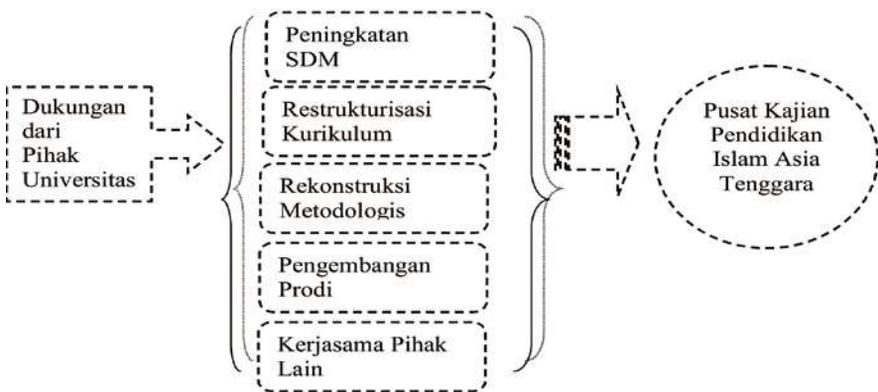 Dukungan
dari
Pihak
Universitas
Peningkatan
SDM
Restrukturisasi
Kurikulum
Rekonstruksi
Metodologis
Pengembangan
Prodi
Kerjasama Pihak
Lain
Pusat Kajian
Pendidikan
Islam Asia
Tenggara